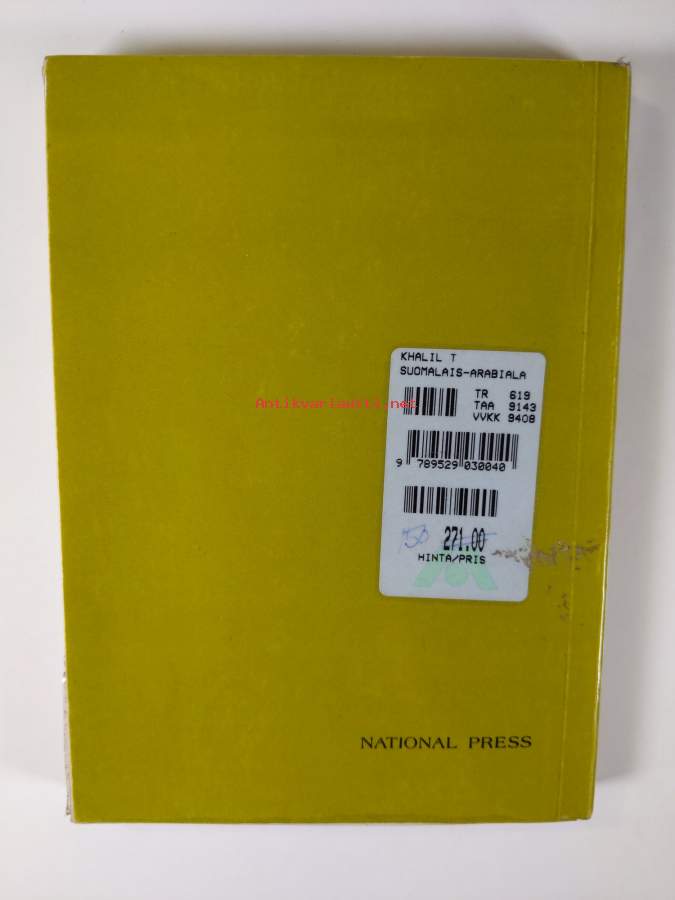 KHALIL T
SUOMALAIS-ARABIALA
TR 619
TAA 9143
VVKK 9408
Antikvariaatti.net
9 789529 030040
150 271.00
HINTA/PRIS
NATIONAL PRESS